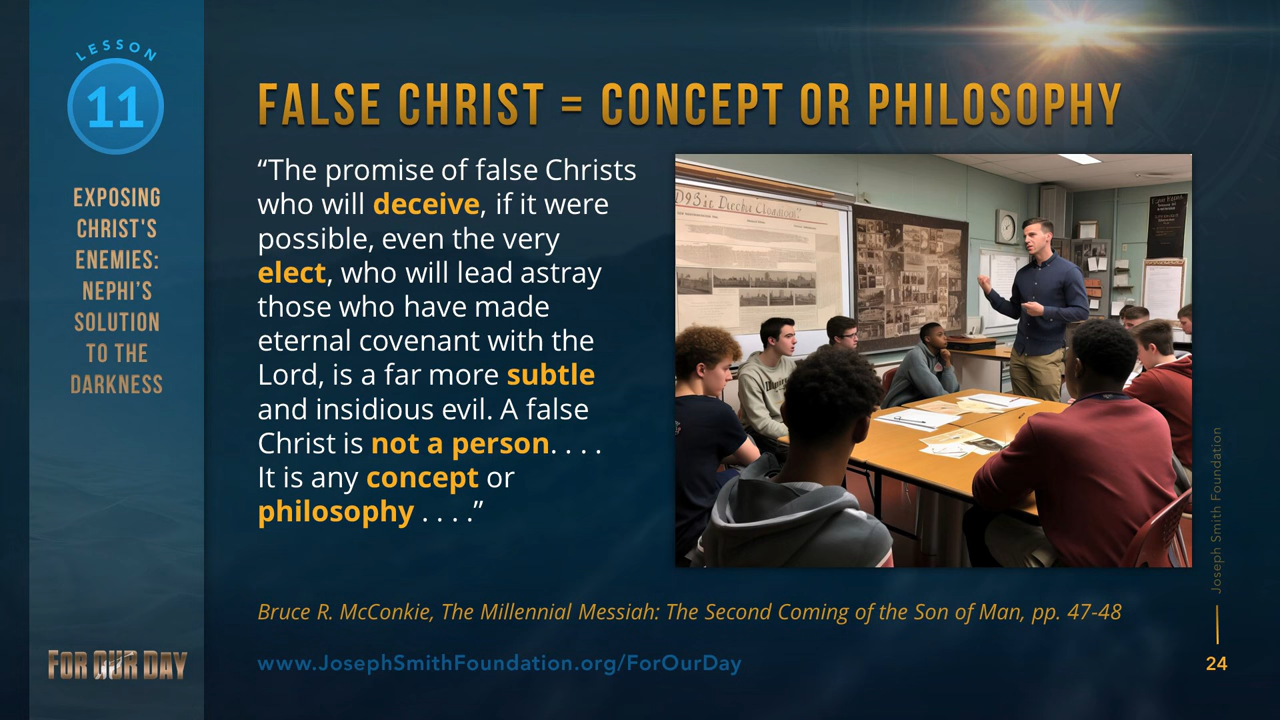 LESSON
11
EXPOSING
CHRIST'S
ENEMIES:
NEPHI'S
SOLUTION
TO THE
DARKNESS
FOR OUR DAY
FALSE CHRIST = CONCEPT OR PHILOSOPHY
“The promise of false Christs
who will deceive, if it were
possible, even the very
elect, who will lead astray
those who have made
eternal covenant with the
Lord, is a far more subtle
and insidious evil. A false
Christ is not a person. . . .
It is any concept or
philosophy . . . .”
Bruce R. McConkie, The Millennial Messiah: The Second Coming of the Son of Man, pp. 47-48
www.JosephSmithFoundation.org/ForOurDay
Joseph Smith Foundation
24